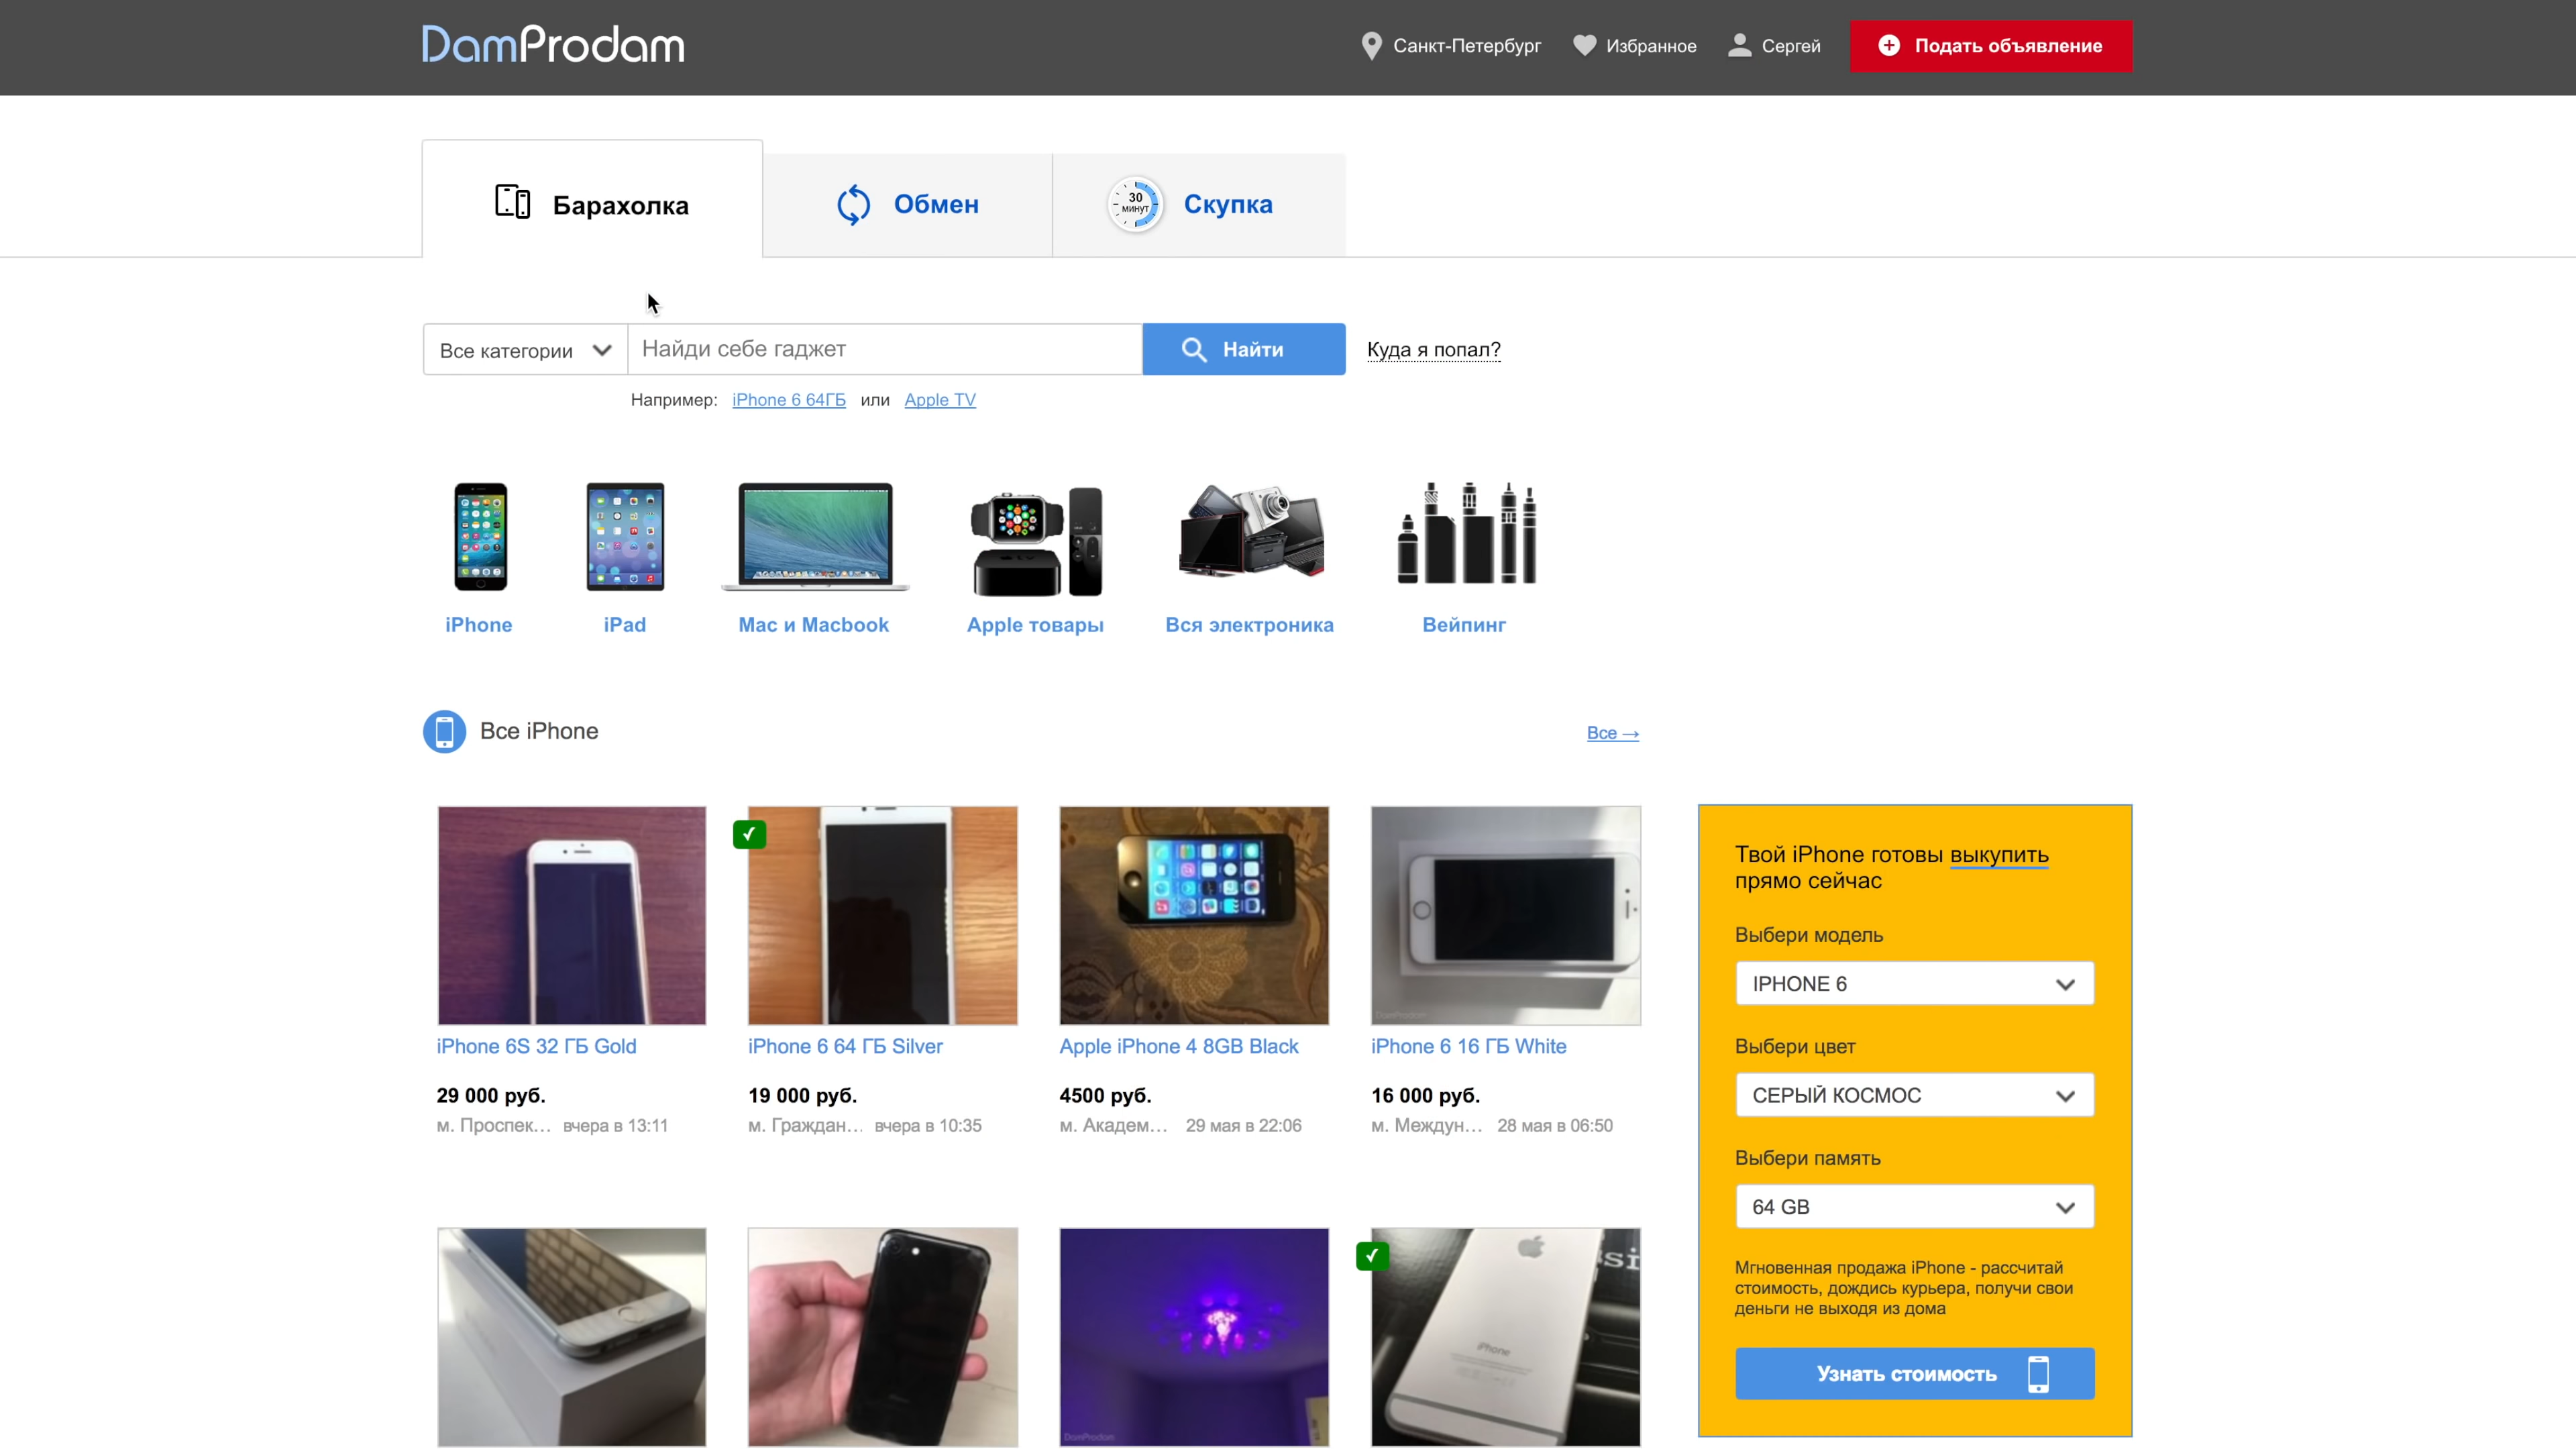 DamProdam
Санкт-Петербург
Избранное
Сергей
Подать объявление
Барахолка
Обмен
30
минут
Скупка
Все категории
Найди себе гаджет
Найти
Куда я попал?
Например: iPhone 6 64ГБ или Apple TV
iPhone
iPad
Mac и Macbook
Apple товары
Вся электроника
Вейпинг
Все iPhone
Все →
iPhone 6S 32 ГБ Gold
29 000 руб.
м. Проспек... вчера в 13:11
iPhone 6 64 ГБ Silver
19 000 руб.
м. Граждан... вчера в 10:35
Apple iPhone 4 8GB Black
4500 руб.
м. Академ... 29 мая в 22:06
DamProdam
iPhone 6 16 ГБ White
16 000 руб.
м. Междун... 28 мая в 06:50
DamProdam
iPhone
si
Твой iPhone готовы выкупить
прямо сейчас
Выбери модель
IPHONE 6
Выбери цвет
СЕРЫЙ КОСМОС
Выбери память
64 GB
Мгновенная продажа iPhone - рассчитай
стоимость, дождись курьера, получи свои
деньги не выходя из дома
Узнать стоимость